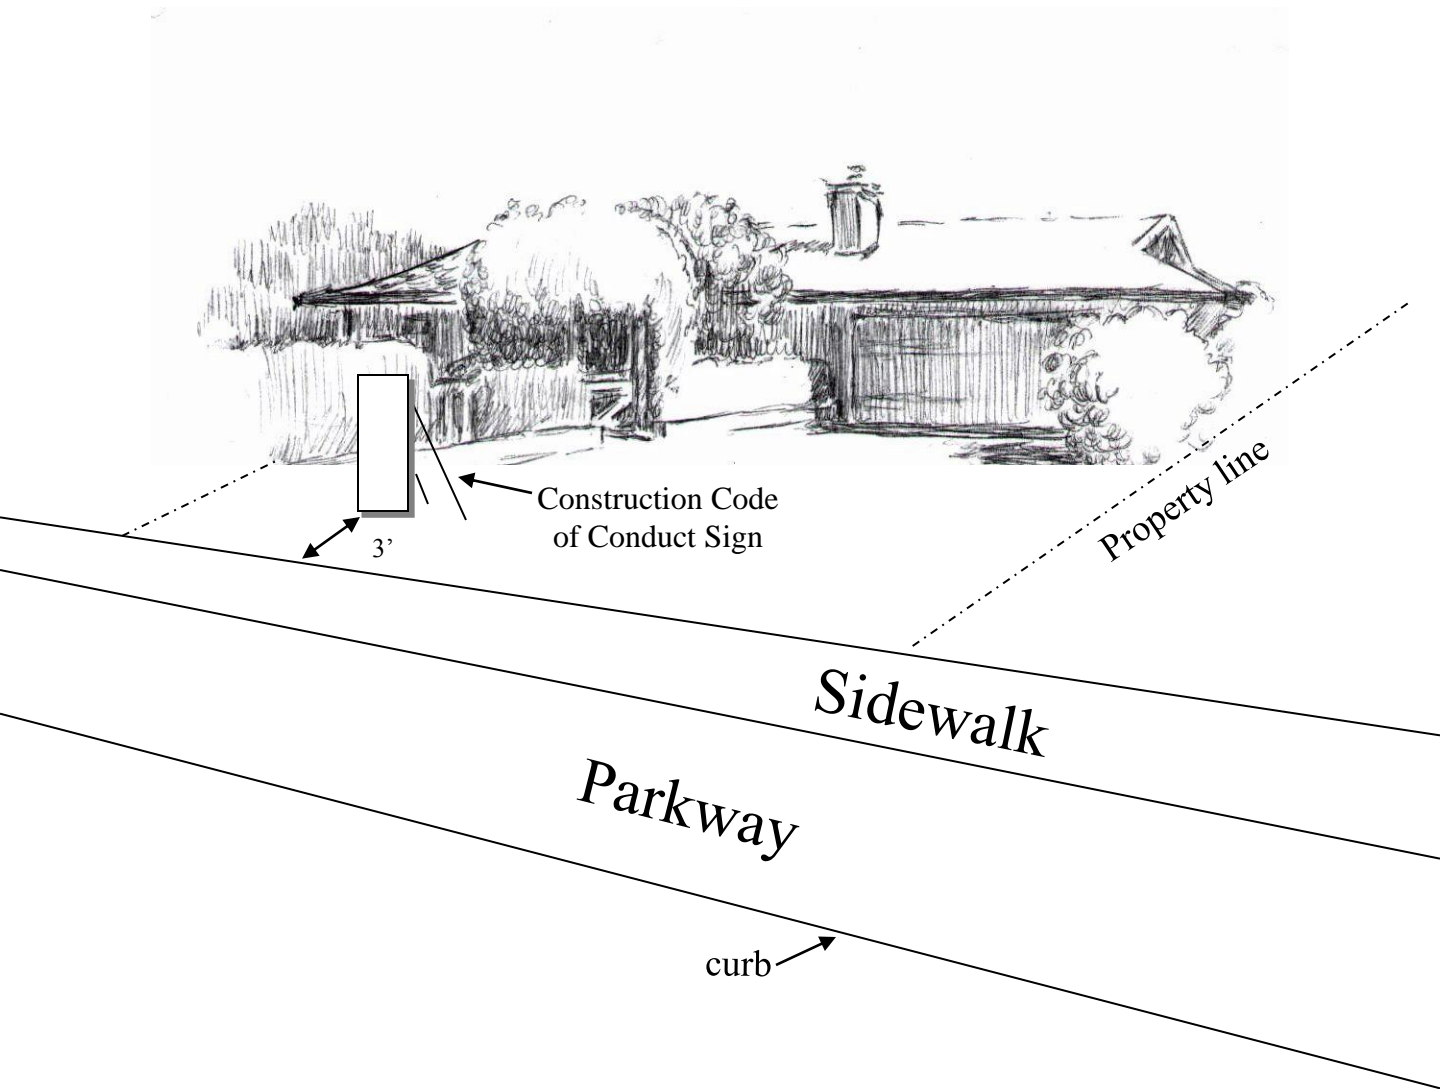 Property line
Construction Code
of Conduct Sign
3’
Sidewalk
Parkway
curb